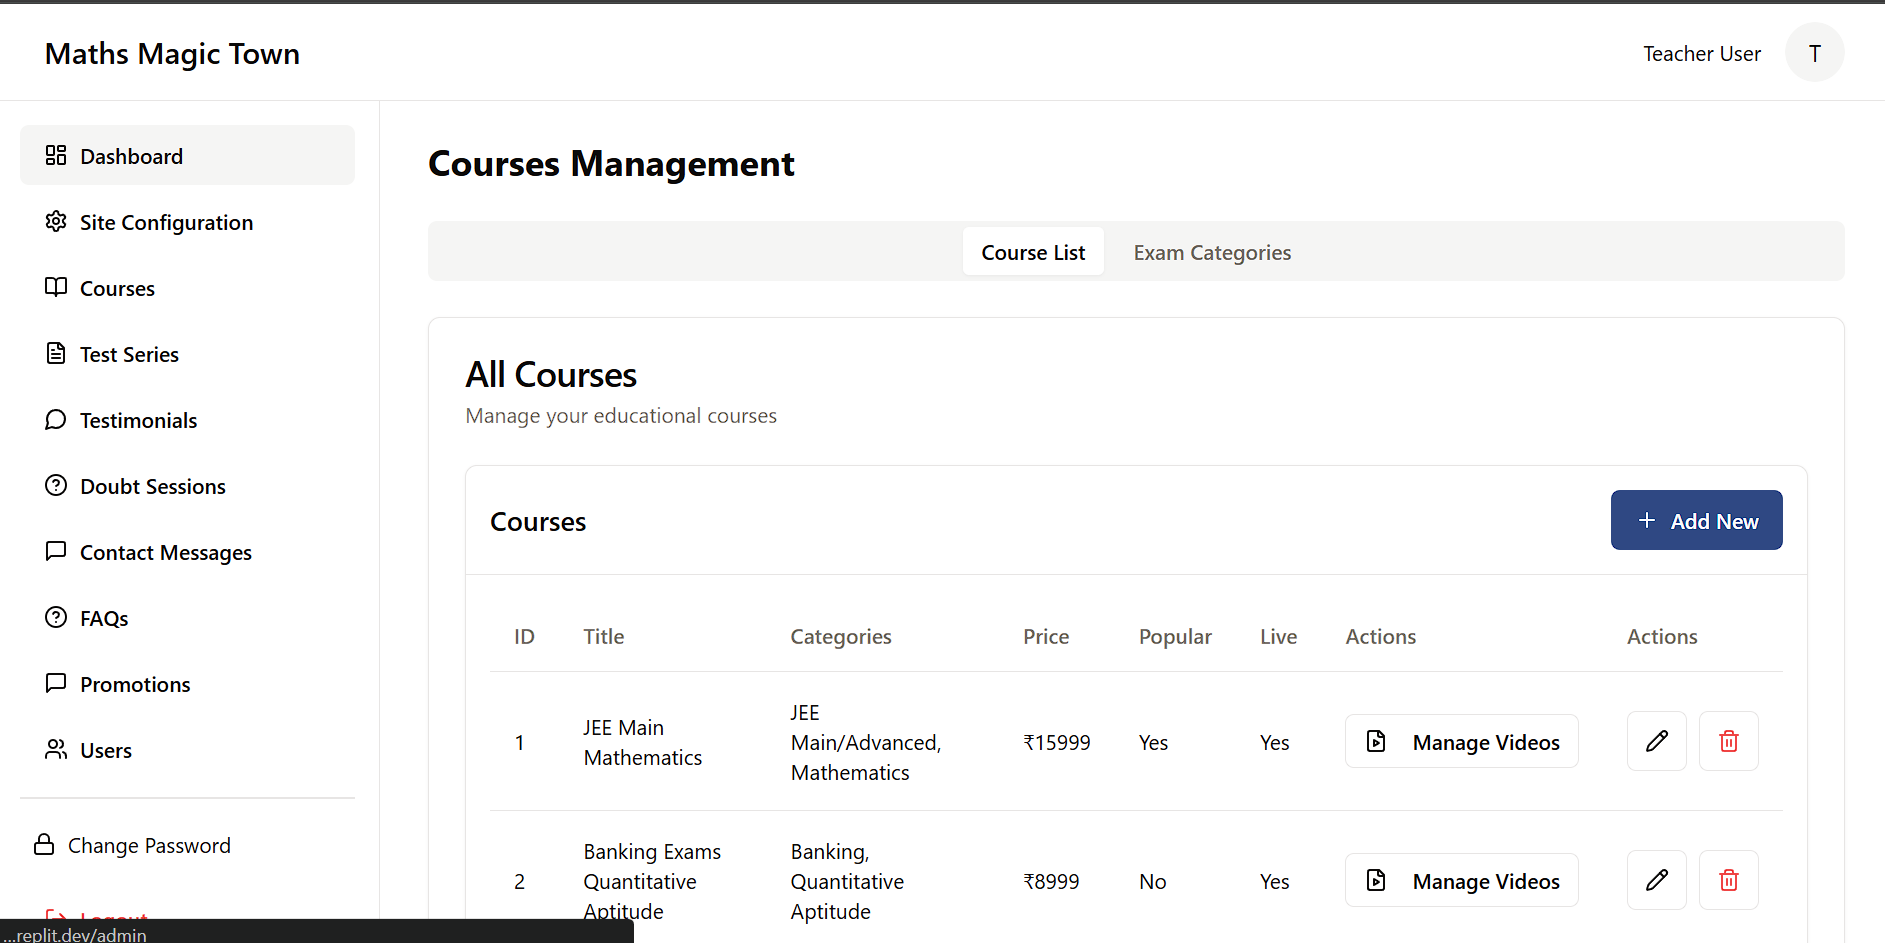 Maths Magic Town
Teacher User
T
Dashboard
Site Configuration
Courses
Test Series
Testimonials
Doubt Sessions
Contact Messages
FAQs
Promotions
Users
Change Password
Logout
...replit.dev/admin
Courses Management
Course List
Exam Categories
All Courses
Manage your educational courses
Courses
+ Add New
ID Title Categories Price Popular Live Actions Actions
1
JEE Main
Mathematics
JEE
Main/Advanced,
Mathematics
₹15999
Yes
Yes
Manage Videos
2
Banking Exams
Quantitative
Aptitude
Banking,
Quantitative
Aptitude
₹8999
No
Yes
Manage Videos